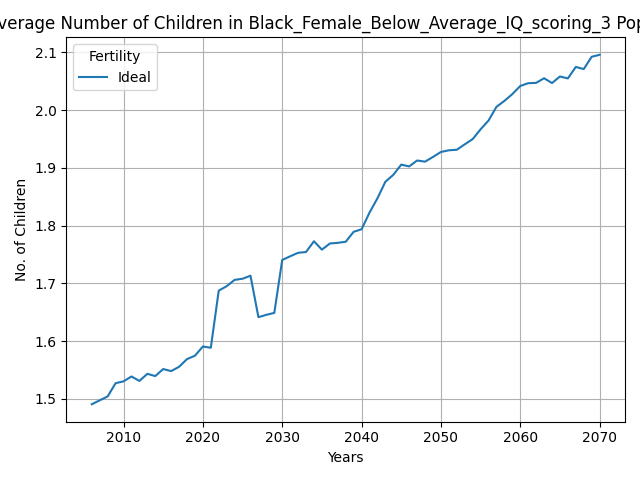 verage Number of Children in Black_Female_Below_Average_IQ_scoring_3 Pop
Fertility
Ideal
2.1
2.0
1.9
1.8
1.7
1.6
1.5
No. of Children
2010 2020 2030 2040 2050 2060 2070
Years